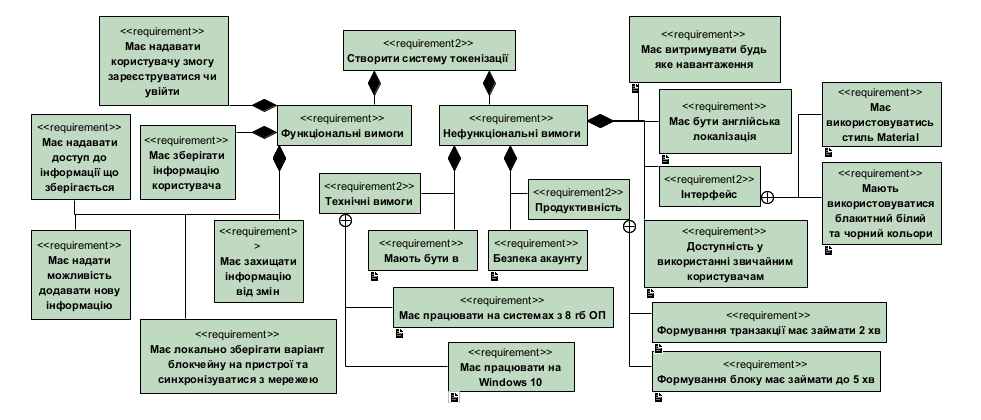 <<requirement>>
Має надавати
користувачу змогу
зареєструватися чи
увійти
<<requirement2>>
Створити систему токенізації
<<requirement>>
Має витримувати будь
яке навантаження
<<requirement>>
Має надавати
доступ до
інформації що
зберігається
<<requirement>>
Має зберігати
інформацію
користувача
<<requirement2>>
Функціональні вимоги
<<requirement2>>
Нефункціональні вимоги
<<requirement>>
Має бути англійська
локалізація
<<requirement>>
Має
використовуватись
стиль Material
<<requirement2>>
Технічні вимоги
<<requirement2>>
Продуктивність
<<requirement2>>
Інтерфейс
<<requirement>>
Мають
використовуватися
блакитний білий
та чорний кольори
<<requirement>>
Має надати
можливість
додавати нову
інформацію
<<requirement>
>
Має захищати
інформацію
від змін
<<requirement>>
Мають бути в
<<requirement>>
Безпека акаунту
<<requirement>>
Доступність у
використанні звичайним
користувачам
<<requirement>>
Має працювати на системах з 8 гб ОП
<<requirement>>
Формування транзакції має займати 2 хв
<<requirement>>
Має локально зберігати варіант
блокчейну на пристрої та
синхронізуватися з мережею
<<requirement>>
Має працювати на
Windows 10
<<requirement>>
Формування блоку має займати до 5 хв